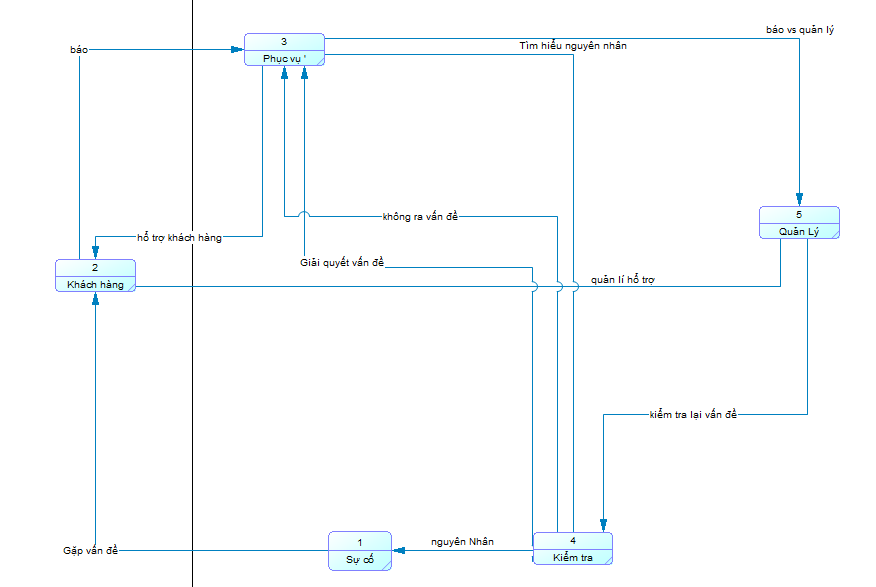 báo vs quản lý
3
Tìm hiểu nguyên nhân
báo
Phục vụ '
5
không ra vấn đề
Quản Lý
hổ trợ khách hàng
Giải quyết vấn đề
2
quản lí hổ trợ
Khách hàng
kiểm tra lại vấn đề
1
nguyên Nhân
4
Gặp vấn đề
Sự cố
Kiểm tra